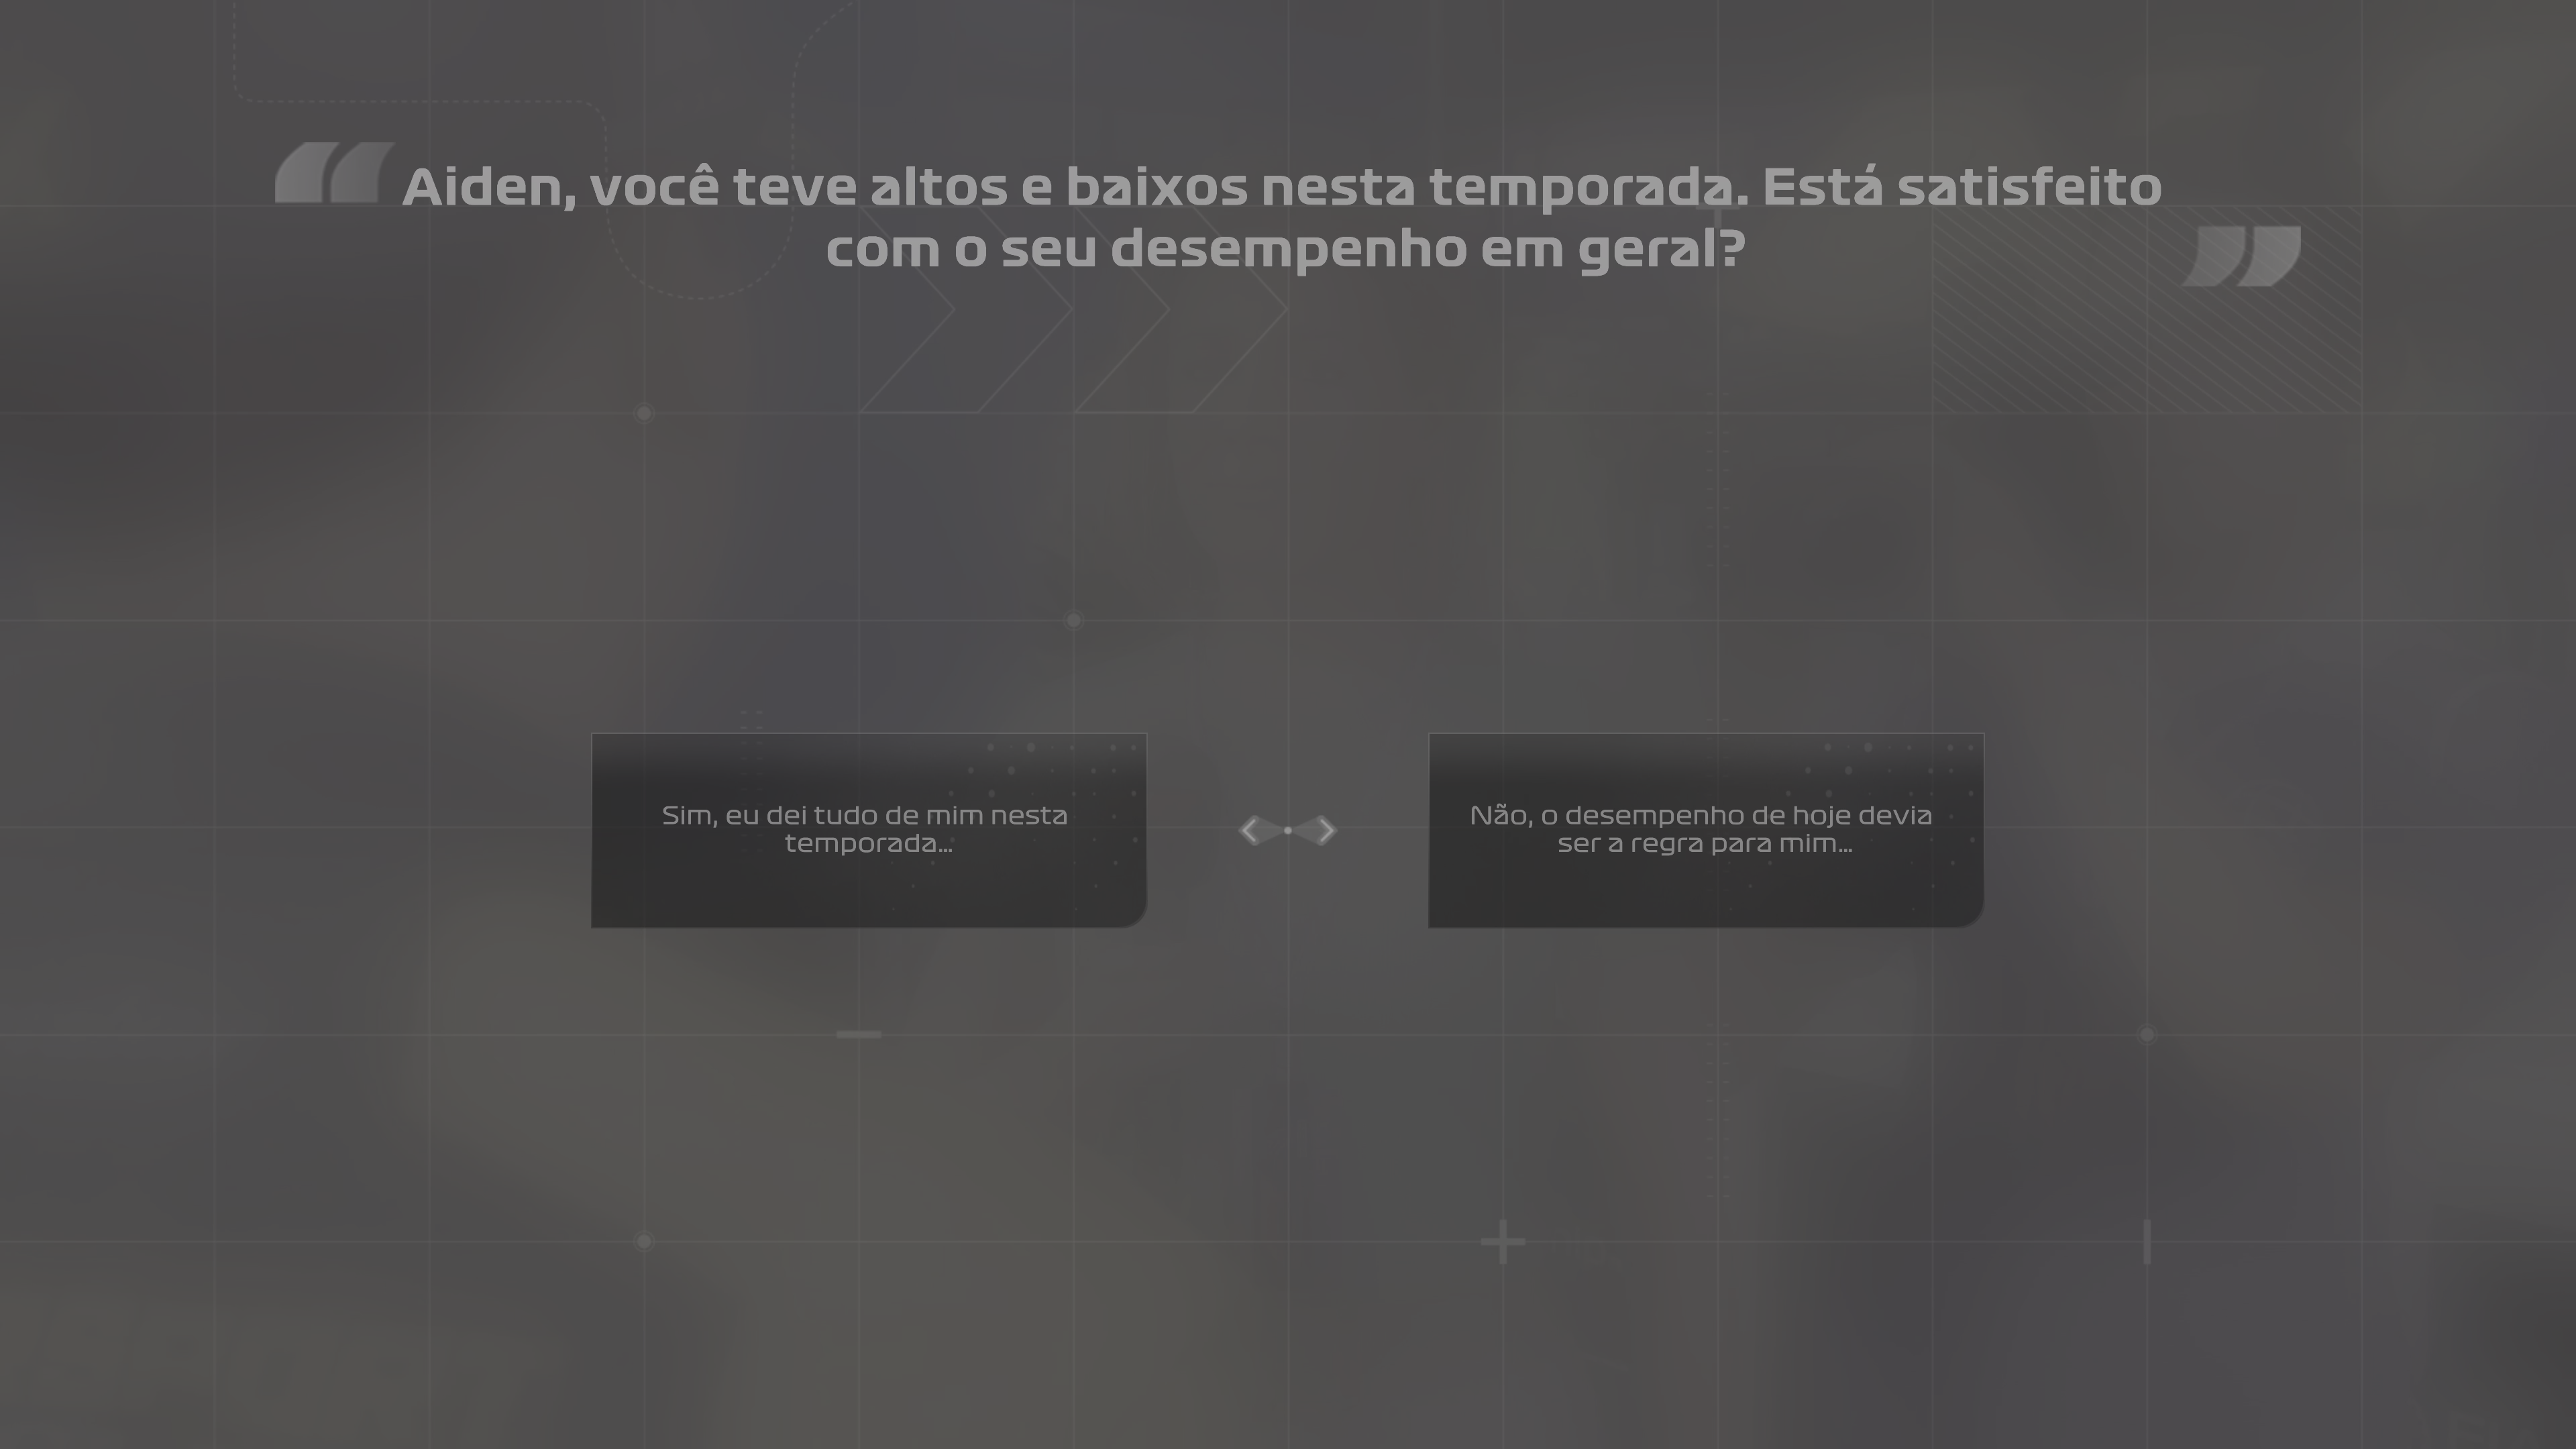 “Aiden, você teve altos e baixos nesta temporada. Está satisfeito
com o seu desempenho em geral?”
Sim, eu dei tudo de mim nesta
temporada...
Não, o desempenho de hoje devia
ser a regra para mim...